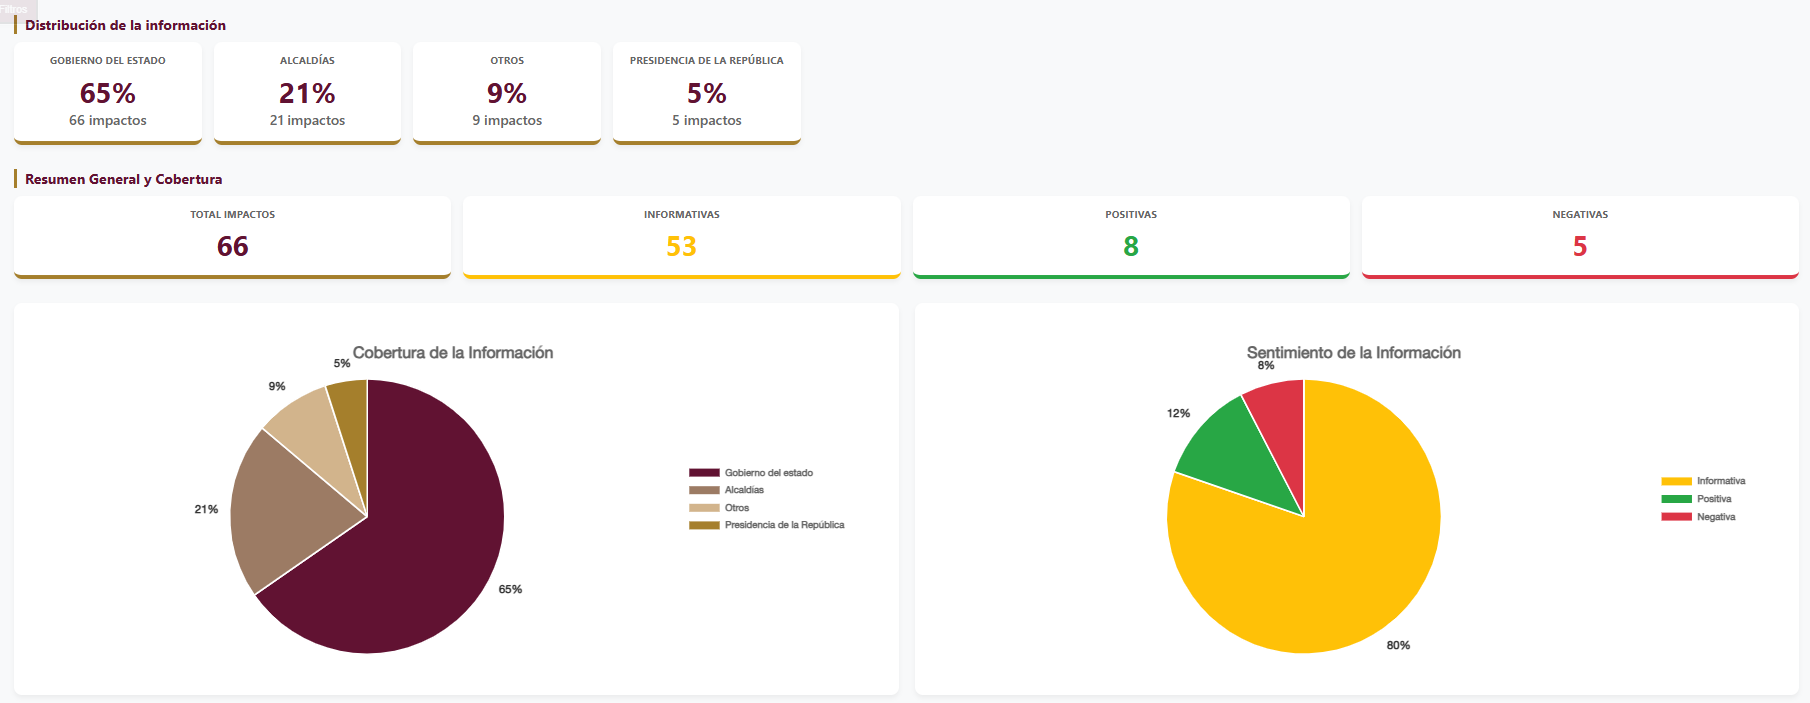 Filtros
Distribución de la información
GOBIERNO DEL ESTADO
65%
66 impactos
ALCALDÍAS
21%
21 impactos
OTROS
9%
9 impactos
PRESIDENCIA DE LA REPÚBLICA
5%
5 impactos
Resumen General y Cobertura
TOTAL IMPACTOS
66
INFORMATIVAS
53
POSITIVAS
8
NEGATIVAS
5
Cobertura de la Información
5%
9%
21%
65%
Gobierno del estado
Alcaldías
Otros
Presidencia de la República
Sentimiento de la Información
8%
12%
80%
Informativa
Positiva
Negativa